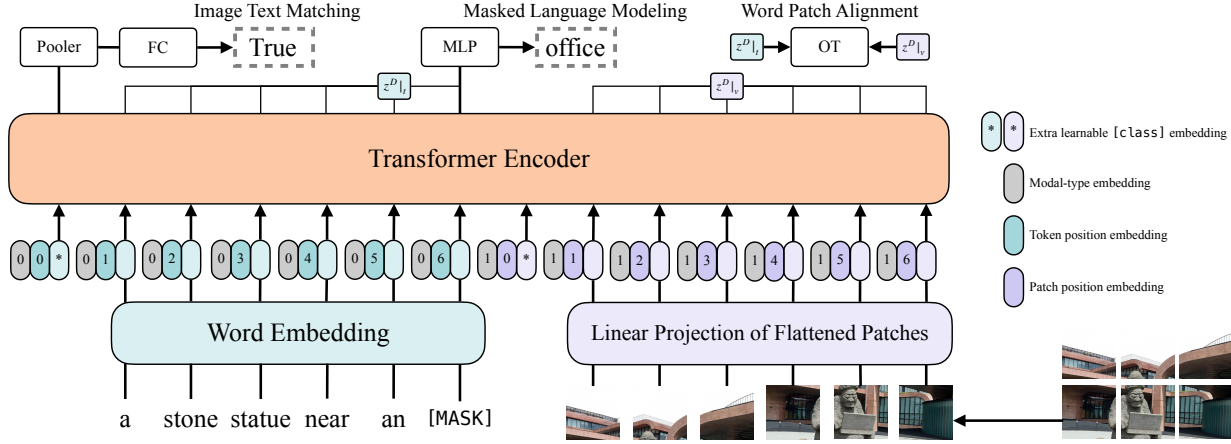 Image Text Matching
Masked Language Modeling
Word Patch Alignment
Pooler
FC
True
MLP
office
z^D|_t
OT
z^D|_v
z^D|_t
z^D|_v
Transformer Encoder
* * Extra learnable [class] embedding
Modal-type embedding
Token position embedding
Patch position embedding
0 0 * 0 1 0 2 0 3 0 4 0 5 0 6 1 0 * 1 1 1 2 1 3 1 4 1 5 1 6
Word Embedding
Linear Projection of Flattened Patches
a stone statue near an [MASK]